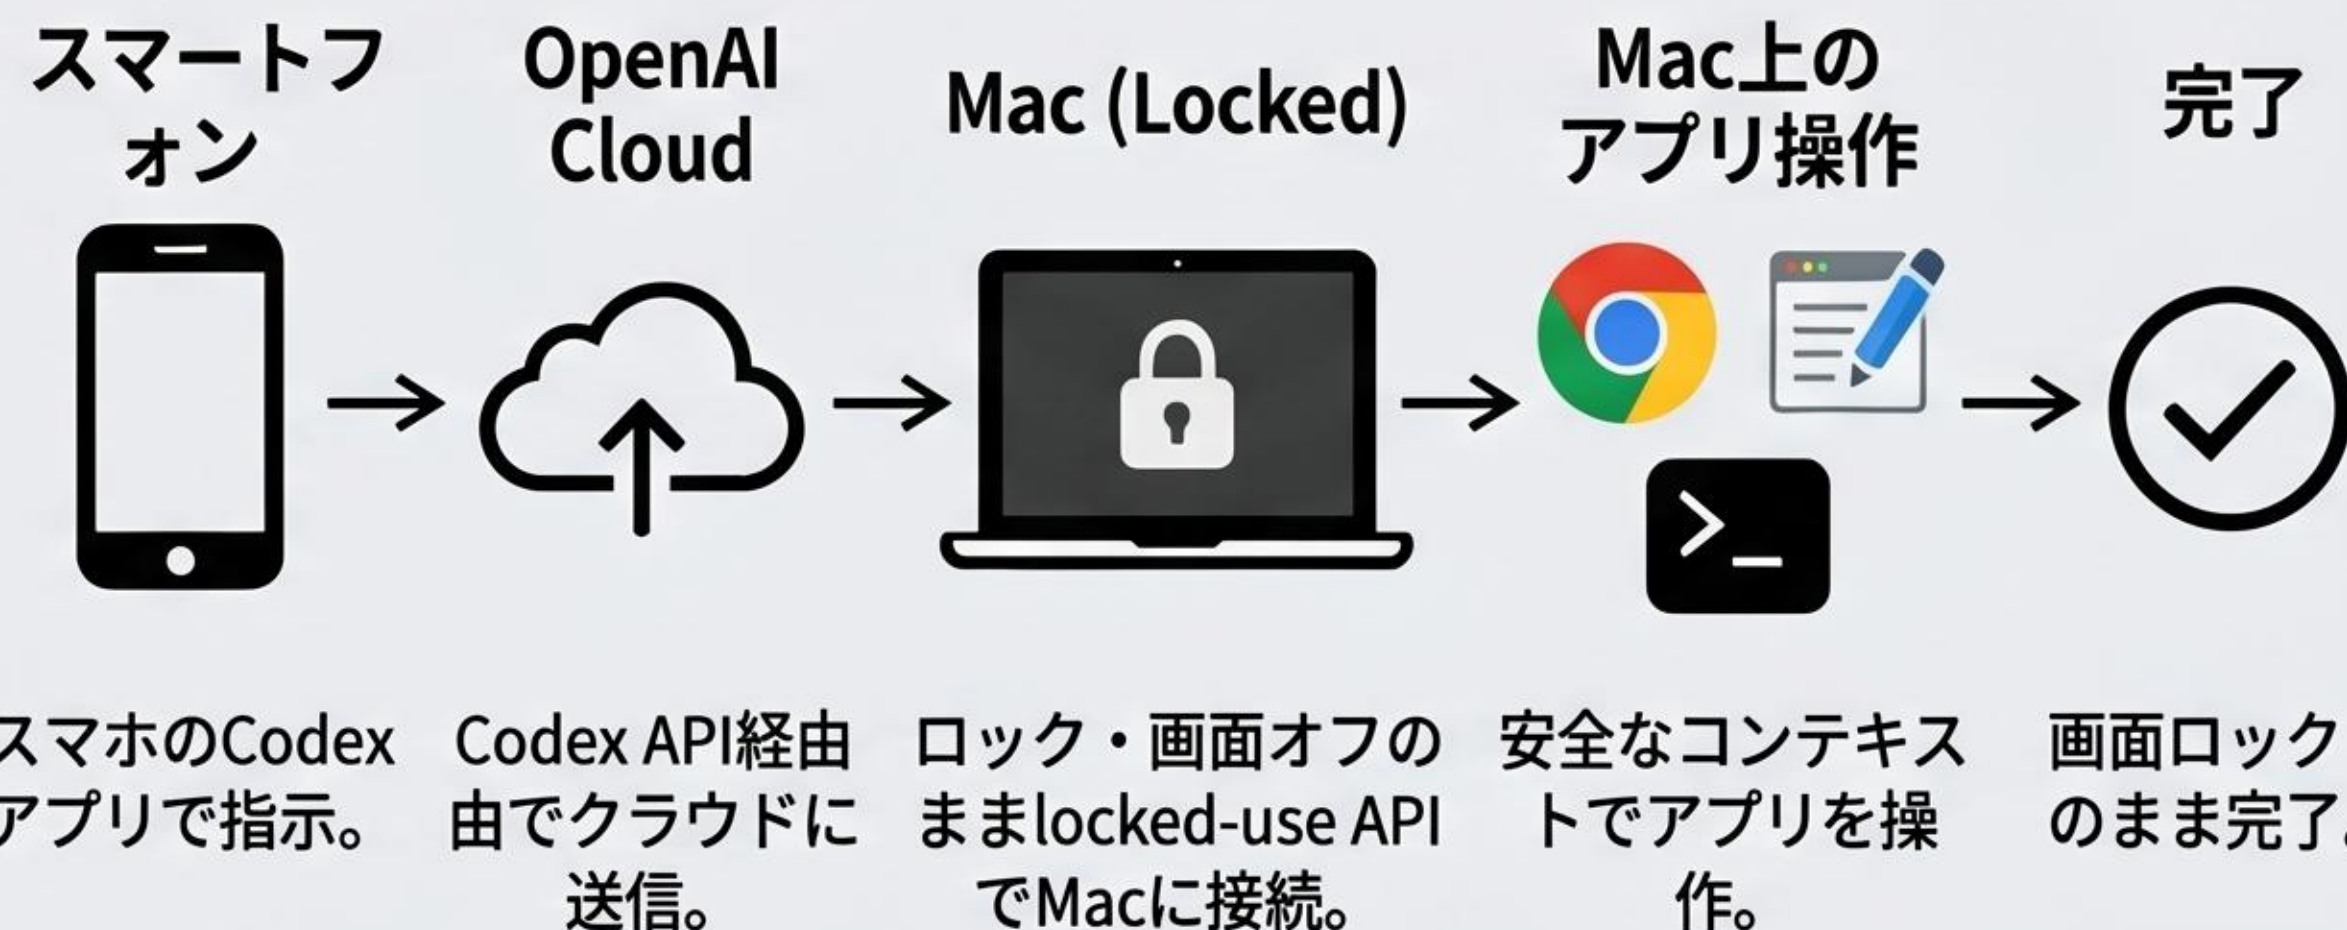 スマートフ
ォン
OpenAI
Cloud
Mac (Locked)
Mac上の
アプリ操作
完了
>_
スマホのCodex
アプリで指示。
Codex API経由
由でクラウドに
送信。
ロック・画面オフの
ままlocked-use API
でMacに接続。
安全なコンテキス
トでアプリを操
作。
画面ロック
のまま完了。